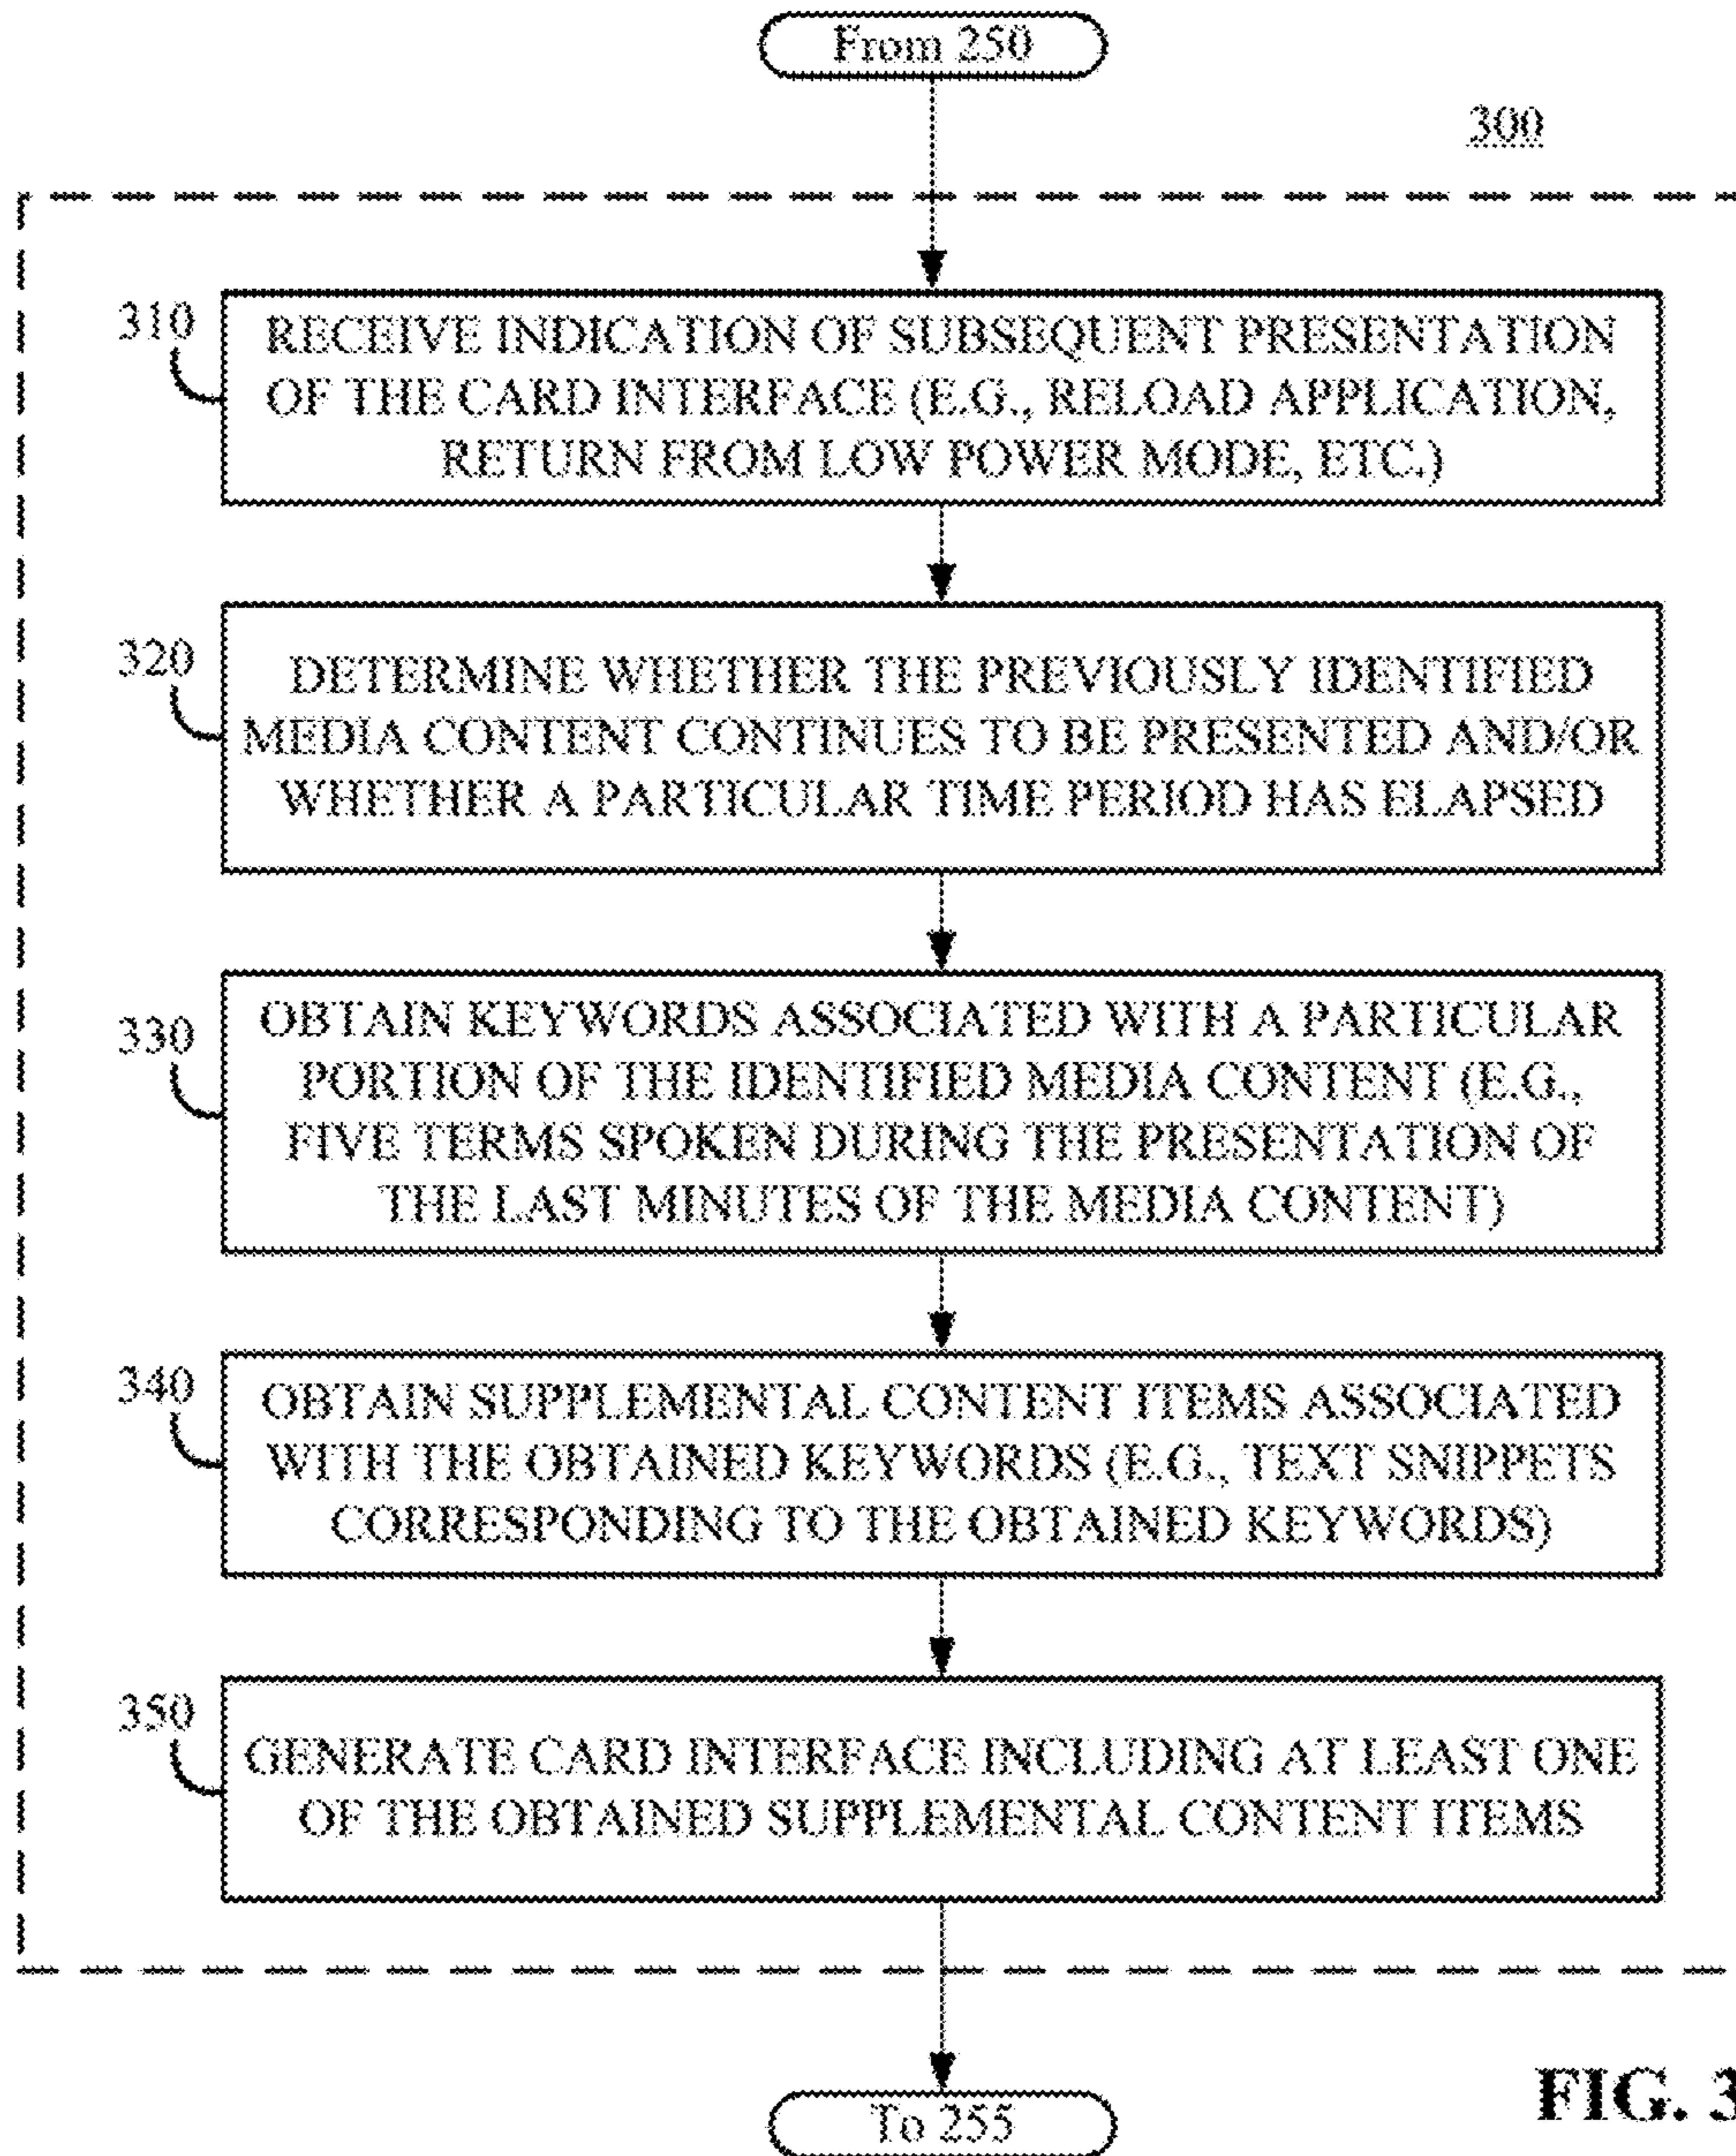 From 250
300
310
RECEIVE INDICATION OF SUBSEQUENT PRESENTATION
OF THE CARD INTERFACE (E.G., RELOAD APPLICATION,
RETURN FROM LOW POWER MODE, ETC.)
320
DETERMINE WHETHER THE PREVIOUSLY IDENTIFIED
MEDIA CONTENT CONTINUES TO BE PRESENTED AND/OR
WHETHER A PARTICULAR TIME PERIOD HAS ELAPSED
330
OBTAIN KEYWORDS ASSOCIATED WITH A PARTICULAR
PORTION OF THE IDENTIFIED MEDIA CONTENT (E.G.,
FIVE TERMS SPOKEN DURING THE PRESENTATION OF
THE LAST MINUTES OF THE MEDIA CONTENT)
340
OBTAIN SUPPLEMENTAL CONTENT ITEMS ASSOCIATED
WITH THE OBTAINED KEYWORDS (E.G., TEXT SNIPPETS
CORRESPONDING TO THE OBTAINED KEYWORDS)
350
GENERATE CARD INTERFACE INCLUDING AT LEAST ONE
OF THE OBTAINED SUPPLEMENTAL CONTENT ITEMS
To 255
FIG. 3